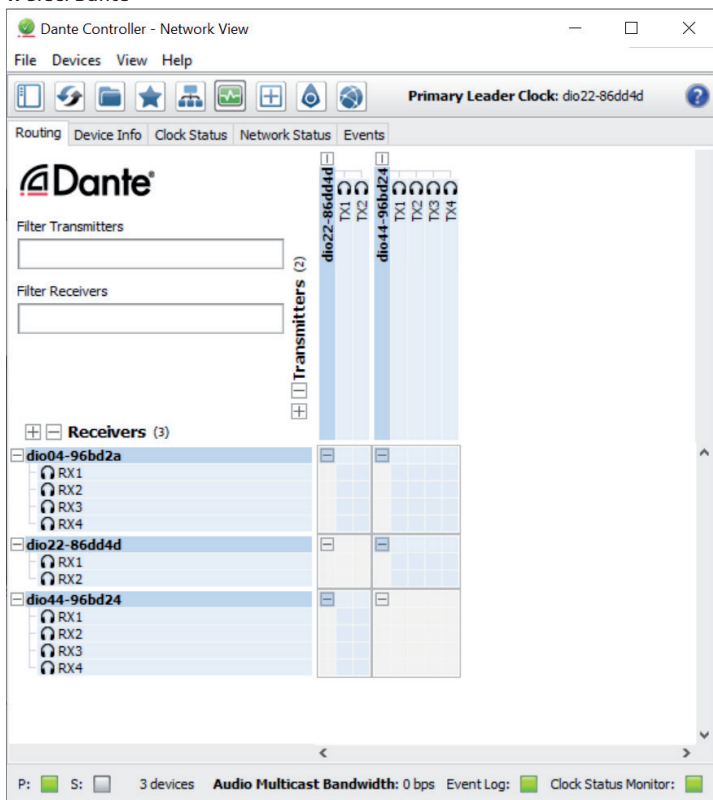 Dante Controller - Network View
File Devices View Help
Primary Leader Clock: dio22-86dd4d
?
Routing Device Info Clock Status Network Status Events
Dante®
Filter Transmitters
Filter Receivers
Transmitters (2)
dio22-86dd4d
TX1
TX2
dio44-96bd24
TX1
TX2
TX3
TX4
Receivers (3)
dio04-96bd2a
RX1
RX2
RX3
RX4
dio22-86dd4d
RX1
RX2
dio44-96bd24
RX1
RX2
RX3
RX4
P: S: 3 devices Audio Multicast Bandwidth: 0 bps Event Log: Clock Status Monitor: